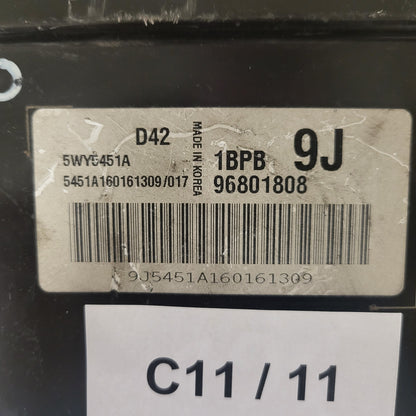 D42
5WY5451A
5451A160161309/017
MADE IN KOREA
1BPB 9J
96801808
9J5451A160161309
C11 / 11